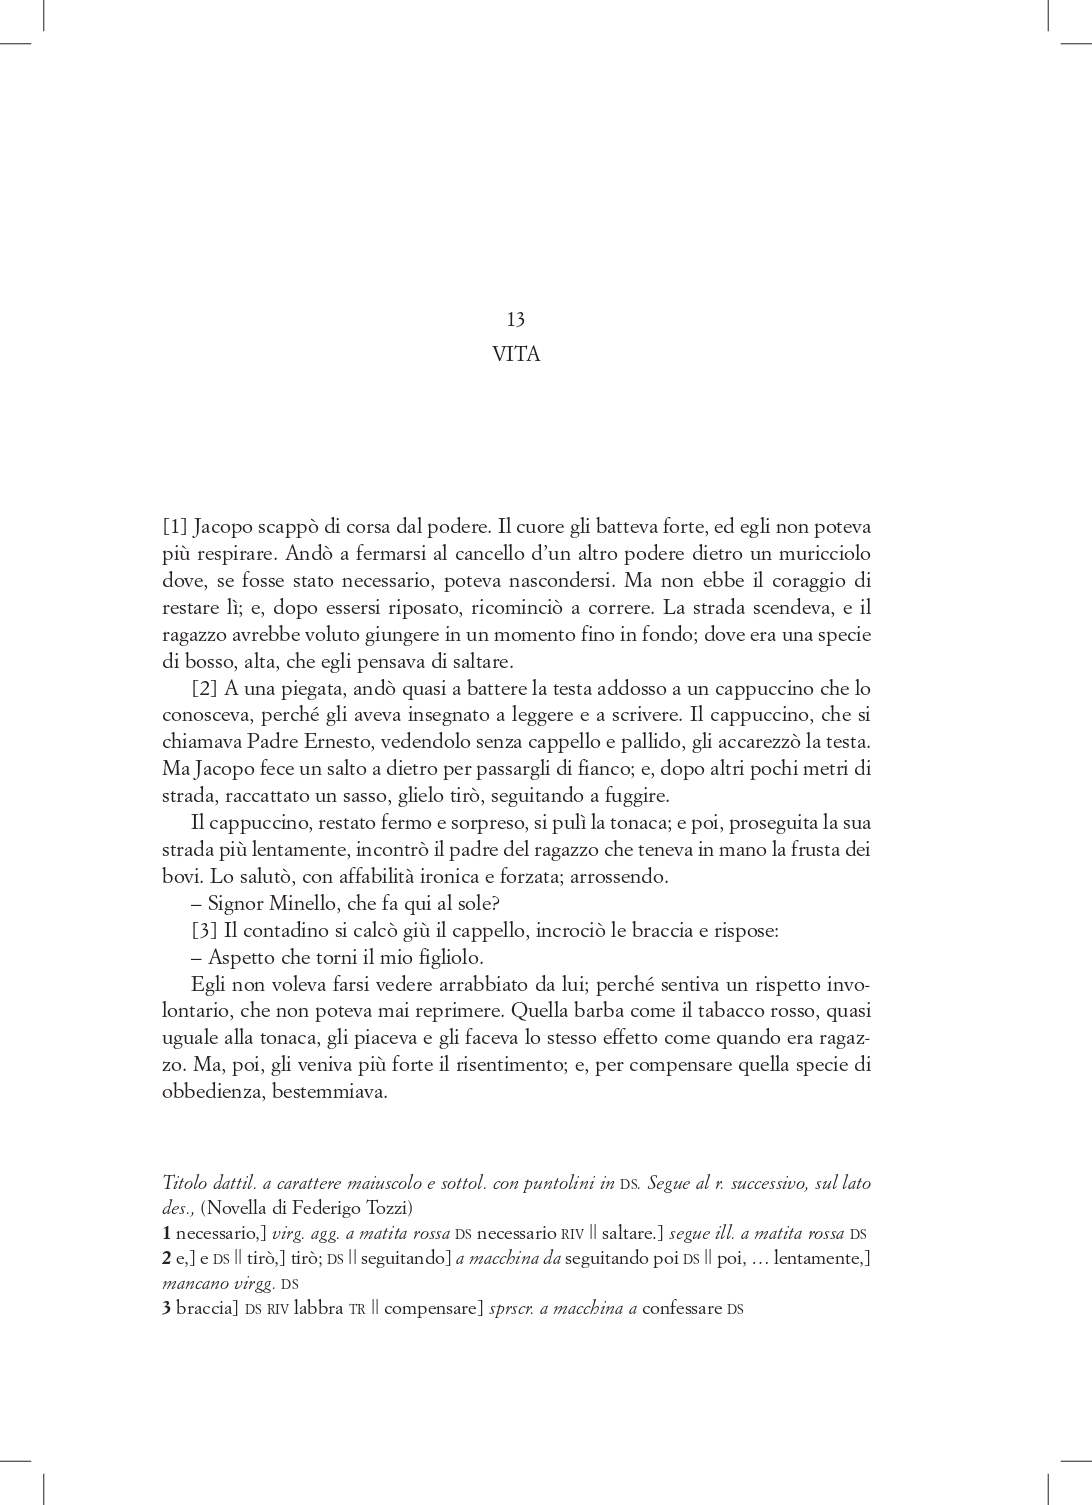 13
VITA
[1] Jacopo scappò di corsa dal podere. Il cuore gli batteva forte, ed egli non poteva
più respirare. Andò a fermarsi al cancello d’un altro podere dietro un muricciolo
dove, se fosse stato necessario, poteva nascondersi. Ma non ebbe il coraggio di
restare lì; e, dopo essersi riposato, ricominciò a correre. La strada scendeva, e il
ragazzo avrebbe voluto giungere in un momento fino in fondo; dove era una specie
di bosso, alta, che egli pensava di saltare.
[2] A una piegata, andò quasi a battere la testa addosso a un cappuccino che lo
conosceva, perché gli aveva insegnato a leggere e a scrivere. Il cappuccino, che si
chiamava Padre Ernesto, vedendolo senza cappello e pallido, gli accarezzò la testa.
Ma Jacopo fece un salto a dietro per passargli di fianco; e, dopo altri pochi metri di
strada, raccattato un sasso, glielo tirò, seguitando a fuggire.
Il cappuccino, restato fermo e sorpreso, si pulì la tonaca; e poi, proseguita la sua
strada più lentamente, incontrò il padre del ragazzo che teneva in mano la frusta dei
bovi. Lo salutò, con affabilità ironica e forzata; arrossendo.
– Signor Minello, che fa qui al sole?
[3] Il contadino si calcò giù il cappello, incrociò le braccia e rispose:
– Aspetto che torni il mio figliolo.
Egli non voleva farsi vedere arrabbiato da lui; perché sentiva un rispetto invo-
lontario, che non poteva mai reprimere. Quella barba come il tabacco rosso, quasi
uguale alla tonaca, gli piaceva e gli faceva lo stesso effetto come quando era ragaz-
zo. Ma, poi, gli veniva più forte il risentimento; e, per compensare quella specie di
obbedienza, bestemmiava.
Titolo dattil. a carattere maiuscolo e sottol. con puntolini in DS. Segue al r. successivo, sul lato
des., (Novella di Federigo Tozzi)
1 necessario,] virg. agg. a matita rossa DS necessario RIV || saltare.] segue ill. a matita rossa DS
2 e,] e DS || tirò,] tirò; DS || seguitando] a macchina da seguitando poi DS || poi, … lentamente,]
mancano virgg. DS
3 braccia] DS RIV labbra TR || compensare] sprscr. a macchina a confessare DS